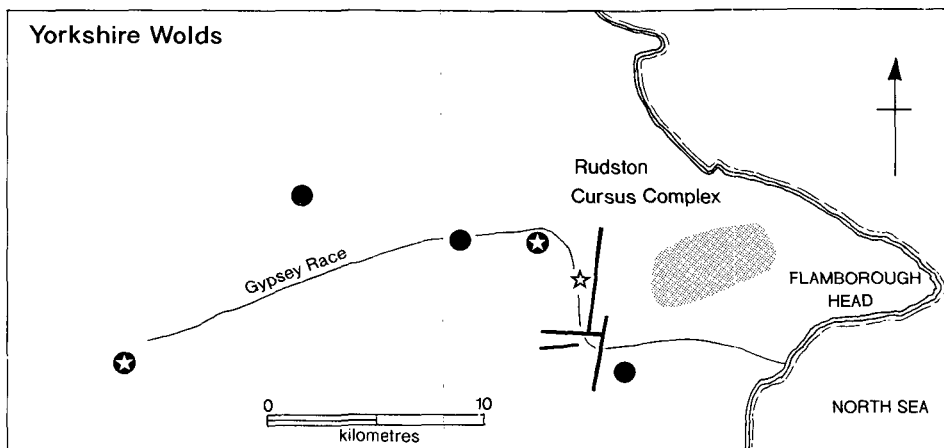 Yorkshire Wolds
Rudston
Cursus Complex
Gypsey Race
FLAMBOROUGH
HEAD
0 10
kilometres
NORTH SEA